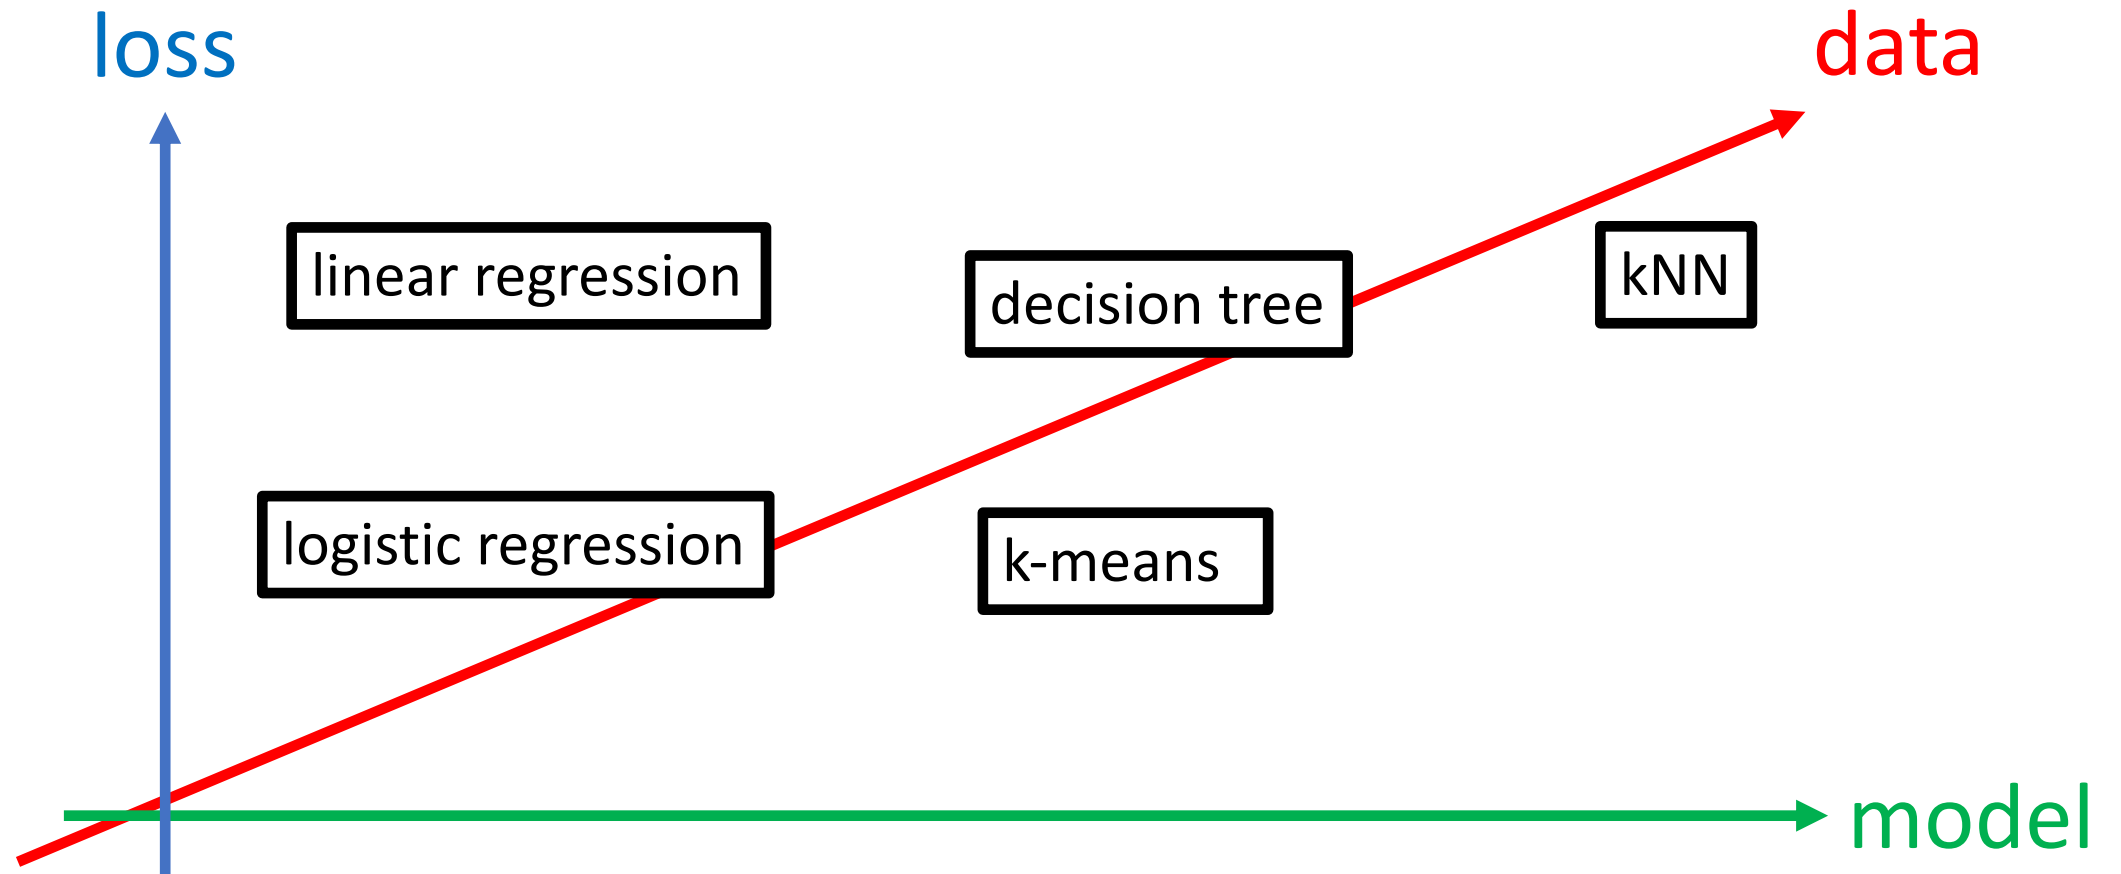 loss
data
linear regression
decision tree
kNN
logistic regression
k-means
model